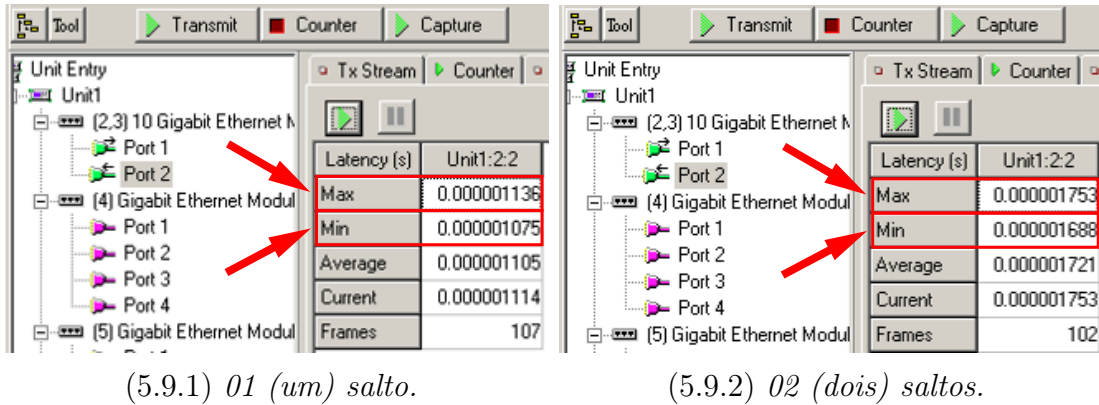 Tool Transmit Counter Capture
Unit Entry
Unit1
(2,3) 10 Gigabit Ethernet M
Port 1
Port 2
(4) Gigabit Ethernet Modul
Port 1
Port 2
Port 3
Port 4
(5) Gigabit Ethernet Modul
Tx Stream Counter
Latency (s) Unit1:2:2
Max 0.000001136
Min 0.000001075
Average 0.000001105
Current 0.000001114
Frames 107
(5.9.1) 01 (um) salto.
Tool Transmit Counter Capture
Unit Entry
Unit1
(2,3) 10 Gigabit Ethernet M
Port 1
Port 2
(4) Gigabit Ethernet Modul
Port 1
Port 2
Port 3
Port 4
(5) Gigabit Ethernet Modul
Tx Stream Counter
Latency (s) Unit1:2:2
Max 0.000001753
Min 0.000001688
Average 0.000001721
Current 0.000001753
Frames 102
(5.9.2) 02 (dois) saltos.